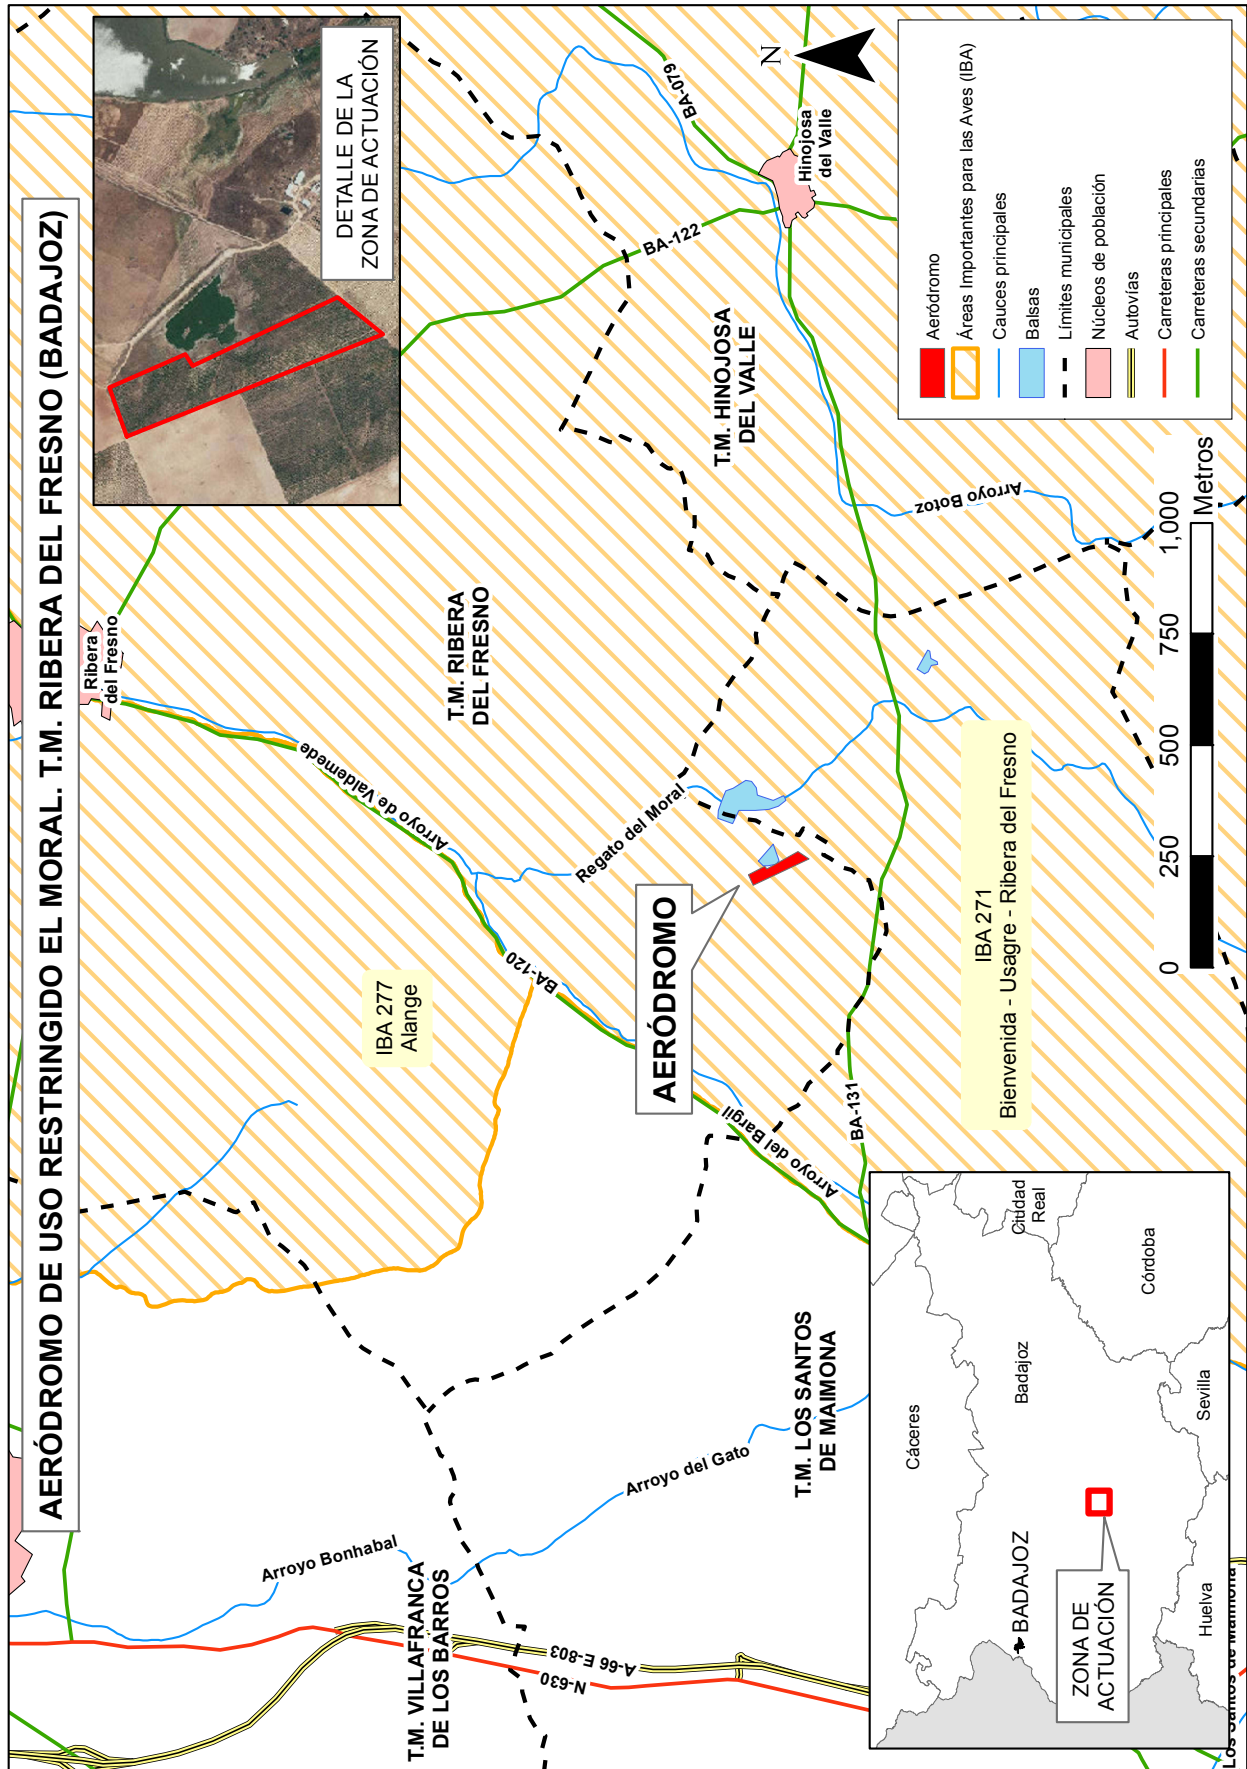 AERÓDROMO DE USO RESTRINGIDO EL MORAL. T.M. RIBERA DEL FRESNO (BADAJOZ)
DETALLE DE LA
ZONA DE ACTUACIÓN
Ribera
del Fresno
Arroyo de Valdemede
IBA 277
Alange
BA-120
T.M. RIBERA
DEL FRESNO
BA-079
BA-122
Hinojosa
del Valle
N
T.M. HINOJOSA
DEL VALLE
Arroyo Bonhabal
T.M. VILLAFRANCA
DE LOS BARROS
N-630
A-66 E-803
Arroyo del Gato
T.M. LOS SANTOS
DE MAIMONA
Arroyo del Bargil
Regato del Moral
AERÓDROMO
BA-131
Arroyo Botoz
IBA 271
Bienvenida - Usagre - Ribera del Fresno
Aeródromo
Áreas Importantes para las Aves (IBA)
Cauces principales
Balsas
Límites municipales
Núcleos de población
Autovías
Carreteras principales
Carreteras secundarias
0 250 500 750 1,000
Metros
Cáceres
BADAJOZ
Badajoz
Ciudad
Real
Córdoba
Sevilla
Huelva
ZONA DE
ACTUACIÓN
Los Santos de Maimona